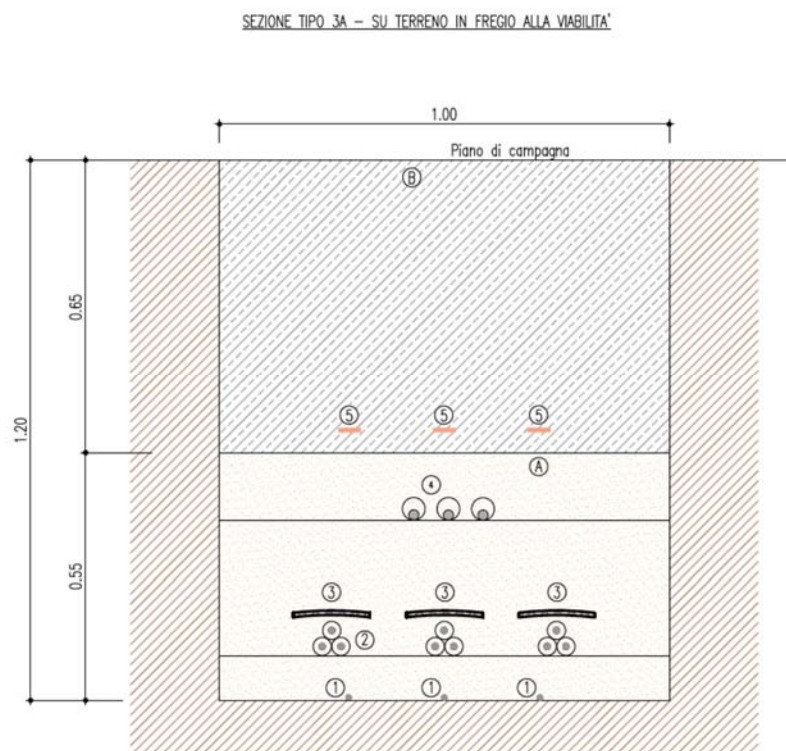 SEZIONE TIPO 3A – SU TERRENO IN FREGIO ALLA VIABILITA'
1.00
Piano di campagna
B
0.65
1.20
5 5 5
A
4
0.55
3 3 3
2
1 1 1